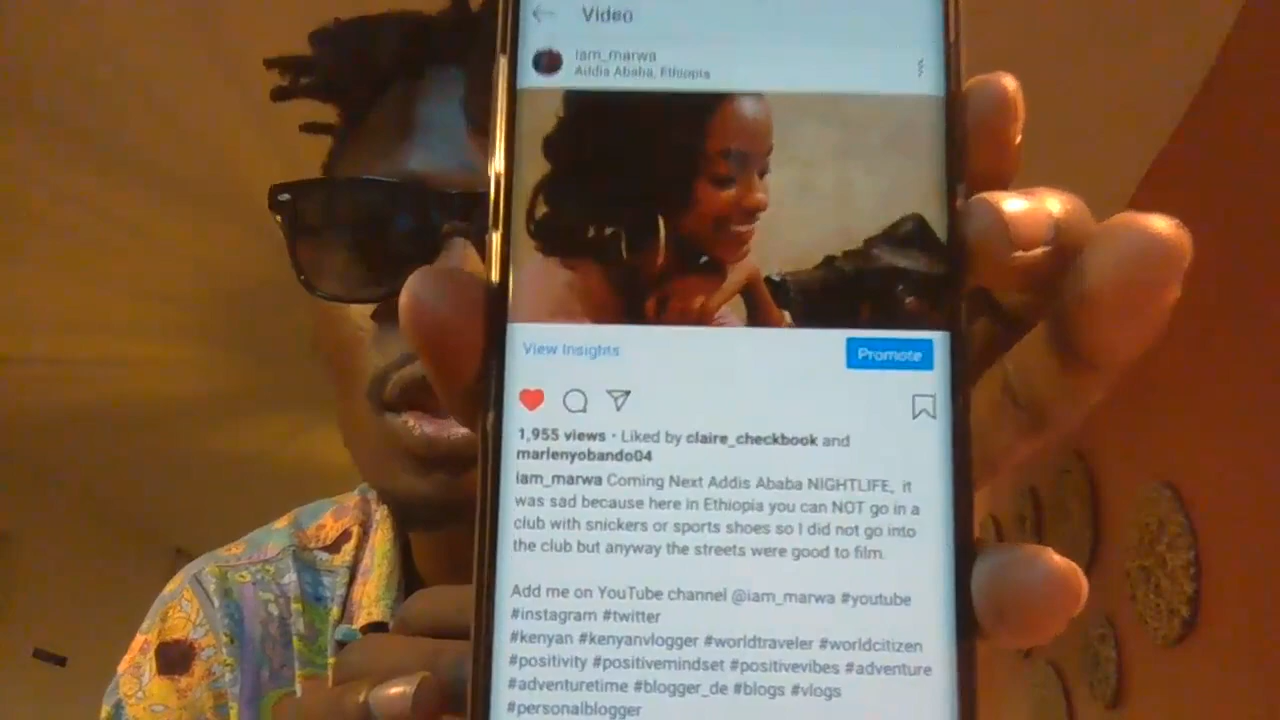 Video
iam_marwa
Addis Ababa, Ethiopia
View Insights
Promote
1,955 views · Liked by claire_checkbook and
marlenyobando04
iam_marwa Coming Next Addis Ababa NIGHTLIFE, it
was sad because here in Ethiopia you can NOT go in a
club with snickers or sports shoes so I did not go into
the club but anyway the streets were good to film.
Add me on YouTube channel @iam_marwa #youtube
#instagram #twitter
#kenyan #kenyanvlogger #worldtraveler #worldcitizen
#positivity #positivemindset #positivevibes #adventure
#adventuretime #blogger_de #blogs #vlogs
#personalblogger